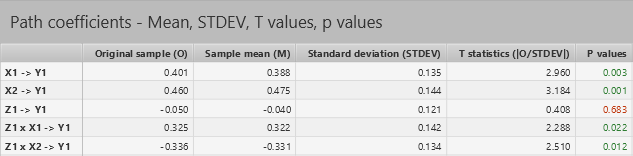 Path coefficients - Mean, STDEV, T values, p values
Original sample (O) Sample mean (M) Standard deviation (STDEV) T statistics (|O/STDEV|) P values
X1 -> Y1 0.401 0.388 0.135 2.960 0.003
X2 -> Y1 0.460 0.475 0.144 3.184 0.001
Z1 -> Y1 -0.050 -0.040 0.121 0.408 0.683
Z1 x X1 -> Y1 0.325 0.322 0.142 2.288 0.022
Z1 x X2 -> Y1 -0.336 -0.331 0.134 2.510 0.012